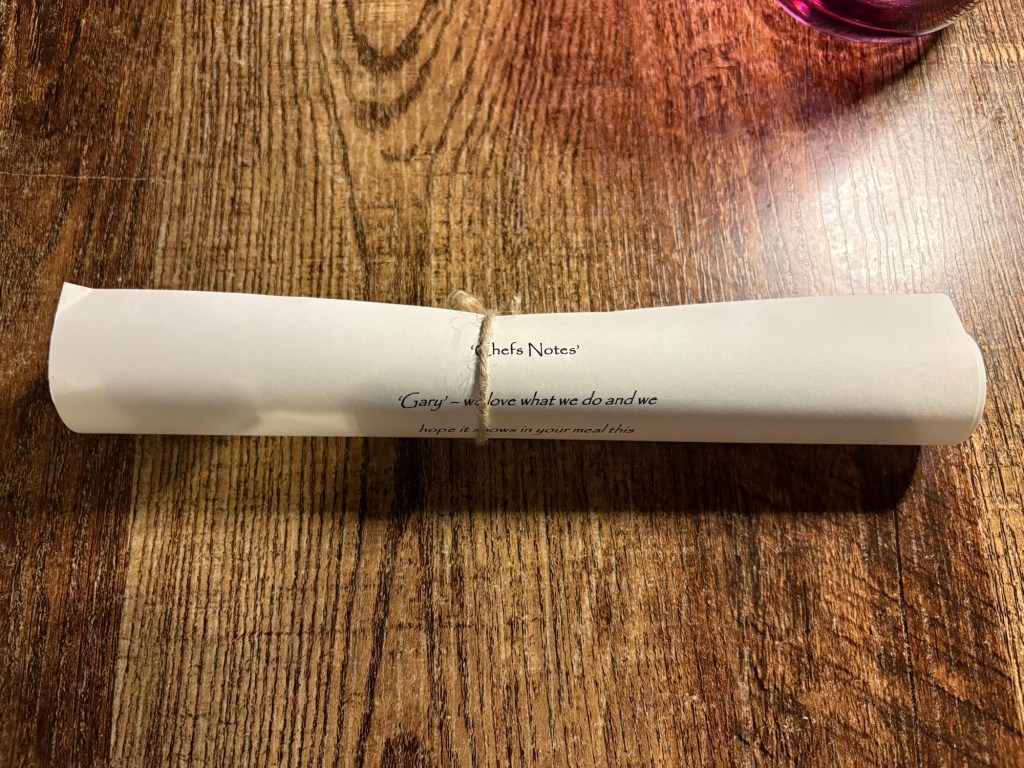 ‘Chefs Notes’
‘Gary’ – we love what we do and we
hope it shows in your meal this